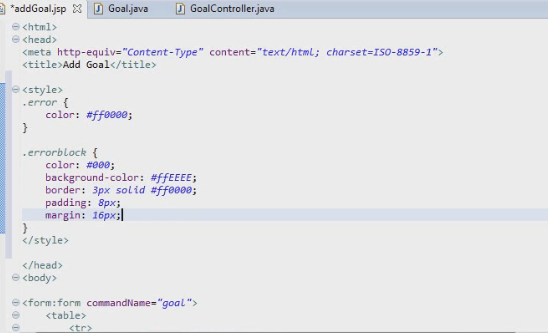 *addGoal.jsp Goal.java GoalController.java
<html>
<head>
<meta http-equiv="Content-Type" content="text/html; charset=ISO-8859-1">
<title>Add Goal</title>
<style>
.error {
    color: #ff0000;
}
.errorblock {
    color: #000;
    background-color: #ffEEEE;
    border: 3px solid #ff0000;
    padding: 8px;
    margin: 16px;
}
</style>
</head>
<body>
<form:form commandName="goal">
    <table>
        <tr>